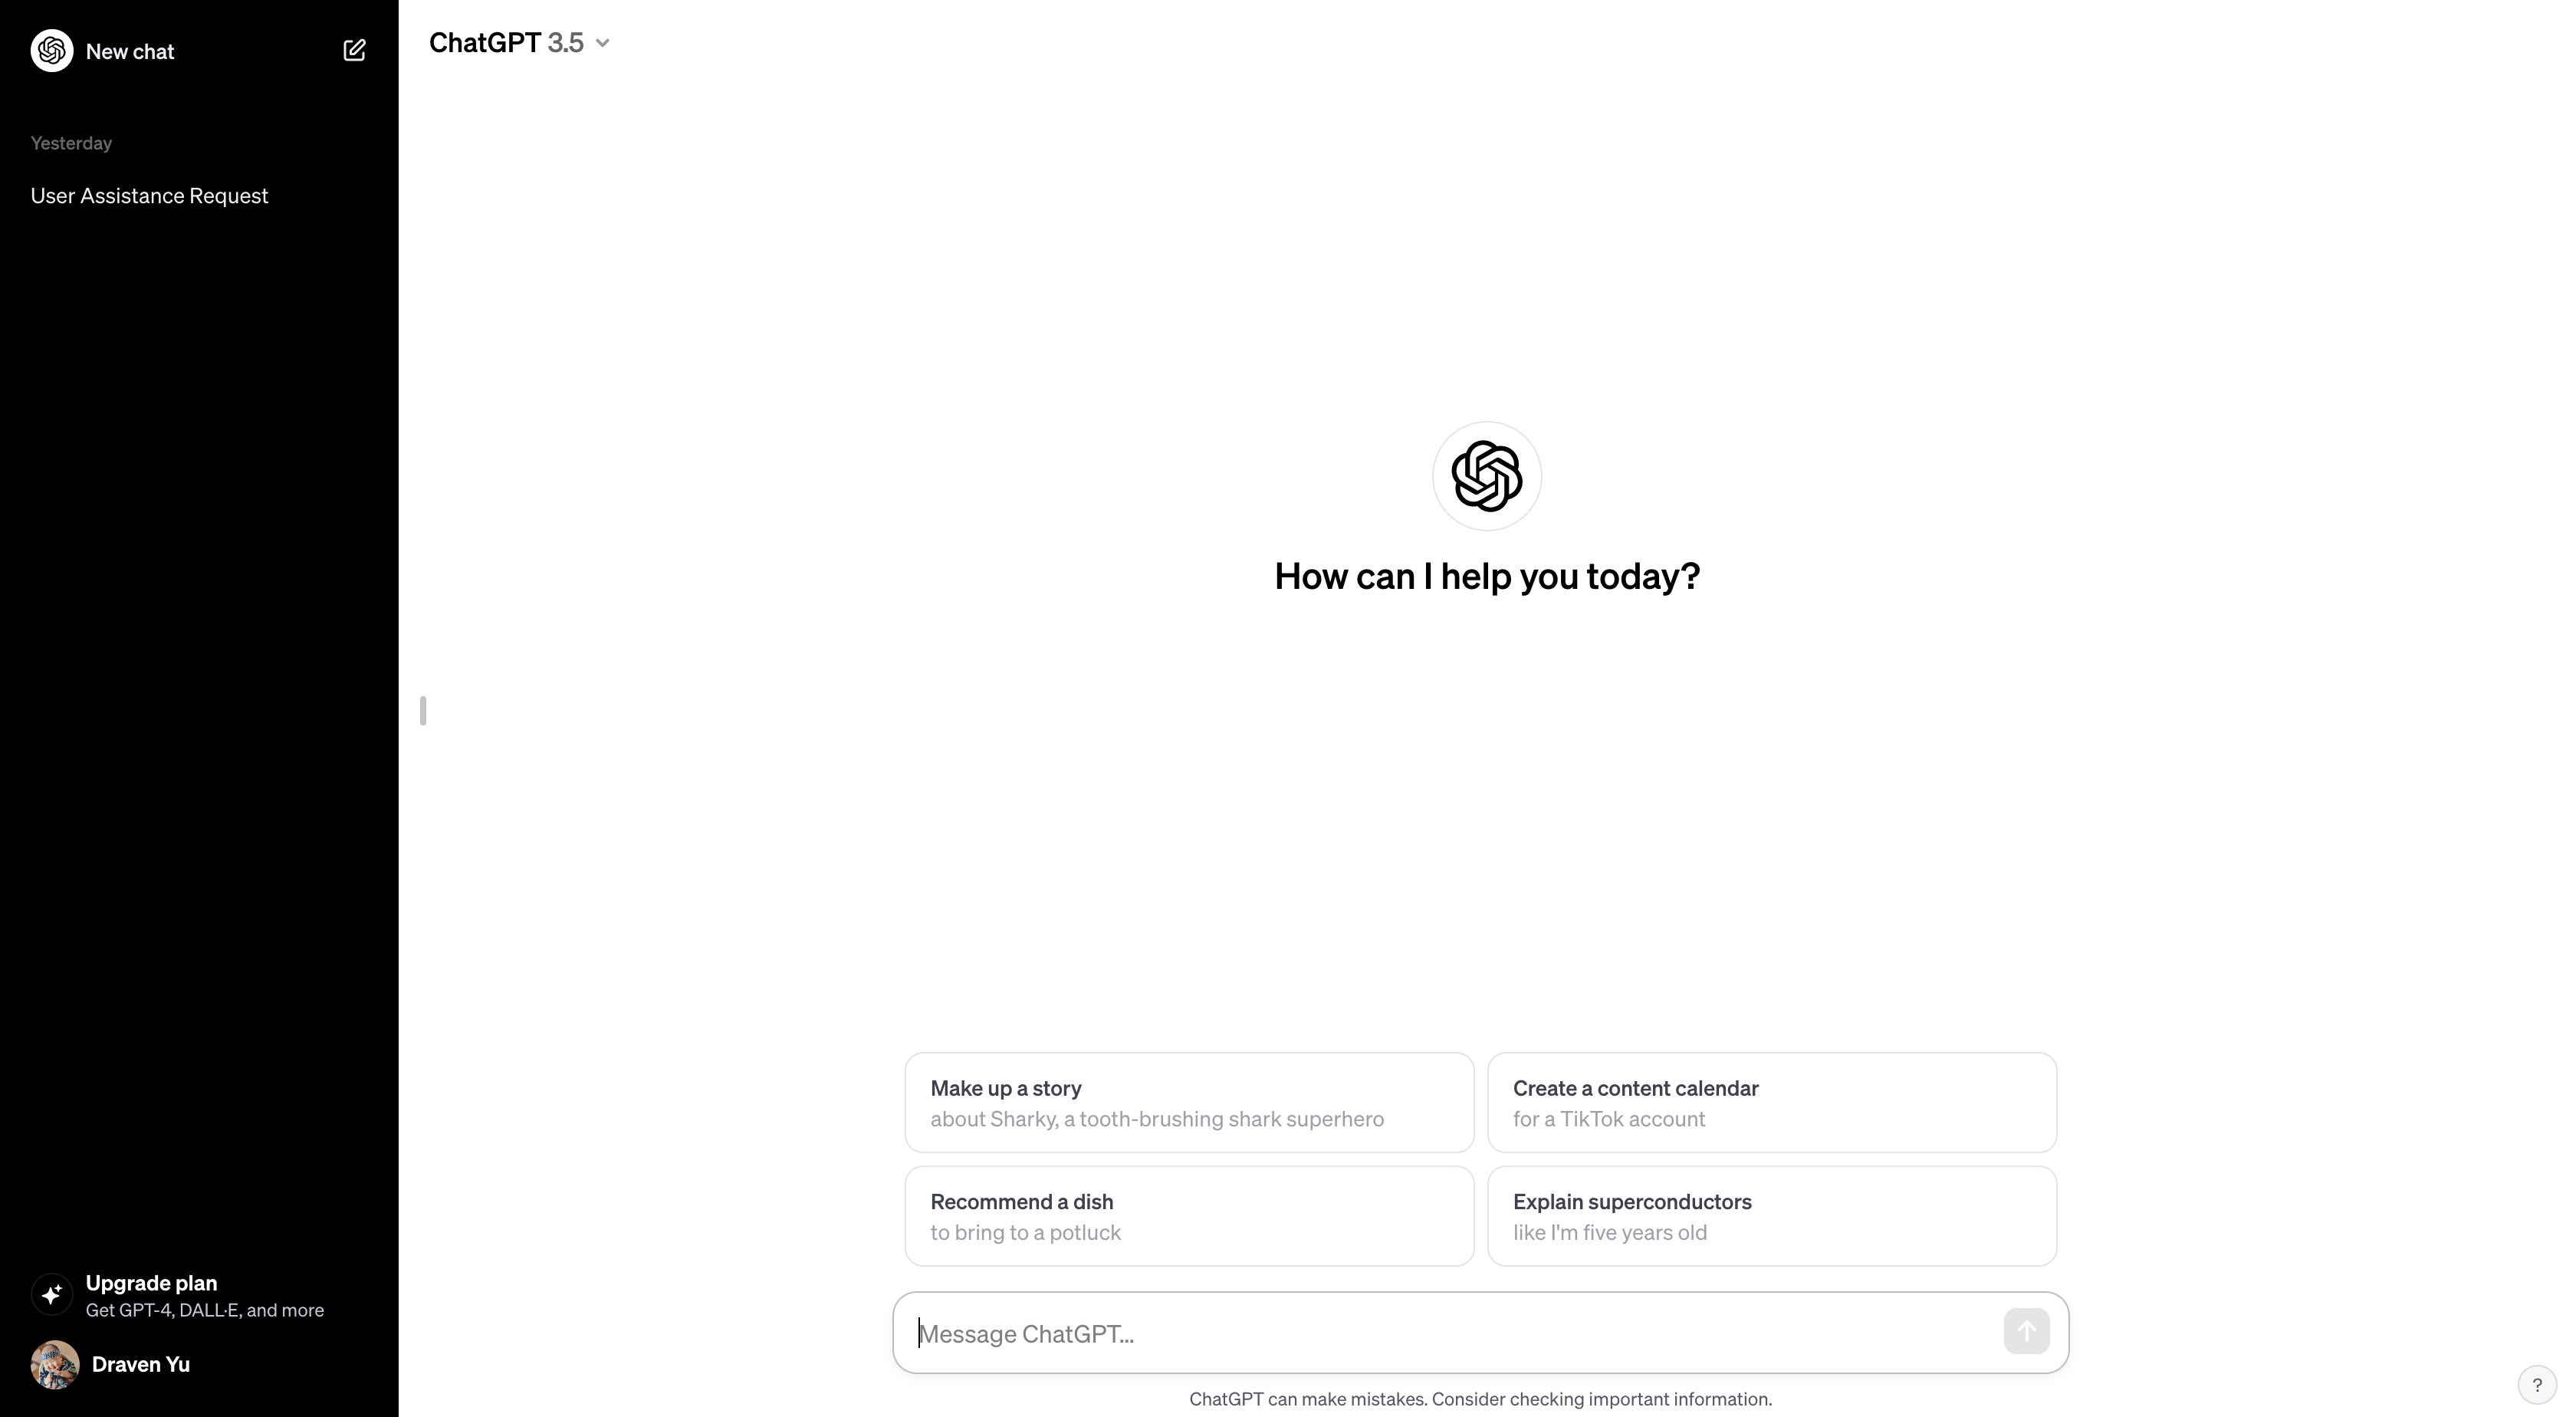 New chat
Yesterday
User Assistance Request
Upgrade plan
Get GPT-4, DALL·E, and more
Draven Yu
ChatGPT 3.5
How can I help you today?
Make up a story
about Sharky, a tooth-brushing shark superhero
Create a content calendar
for a TikTok account
Recommend a dish
to bring to a potluck
Explain superconductors
like I'm five years old
Message ChatGPT...
ChatGPT can make mistakes. Consider checking important information.
?